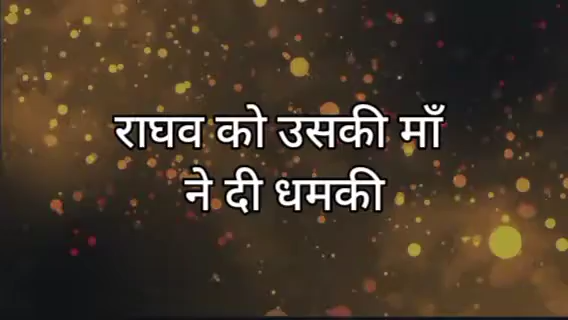 राघव को उसकी माँ
ने दी धमकी